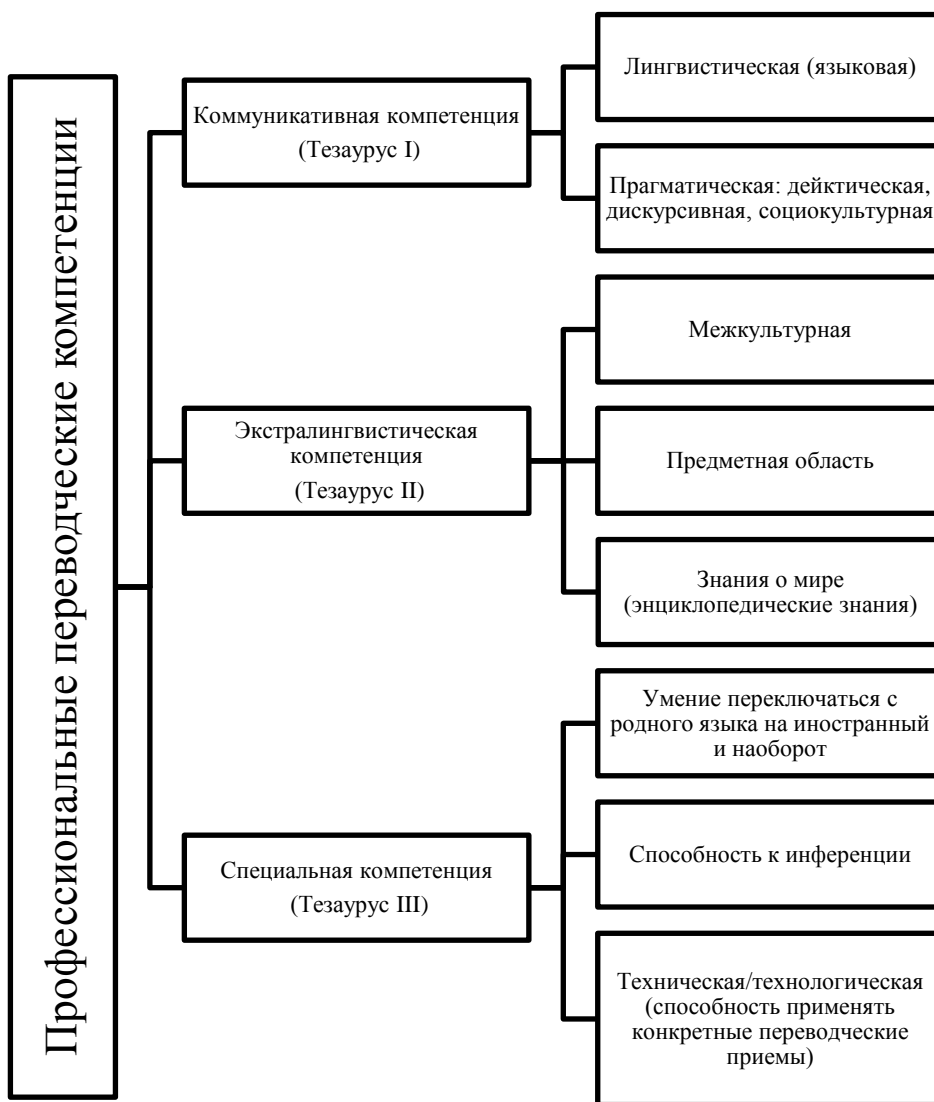 Профессиональные переводческие компетенции
Коммуникативная компетенция
(Тезаурус I)
Лингвистическая (языковая)
Прагматическая: дейктическая,
дискурсивная, социокультурная
Экстралингвистическая
компетенция
(Тезаурус II)
Межкультурная
Предметная область
Знания о мире
(энциклопедические знания)
Специальная компетенция
(Тезаурус III)
Умение переключаться с
родного языка на иностранный
и наоборот
Способность к инференции
Техническая/технологическая
(способность применять
конкретные переводческие
приемы)